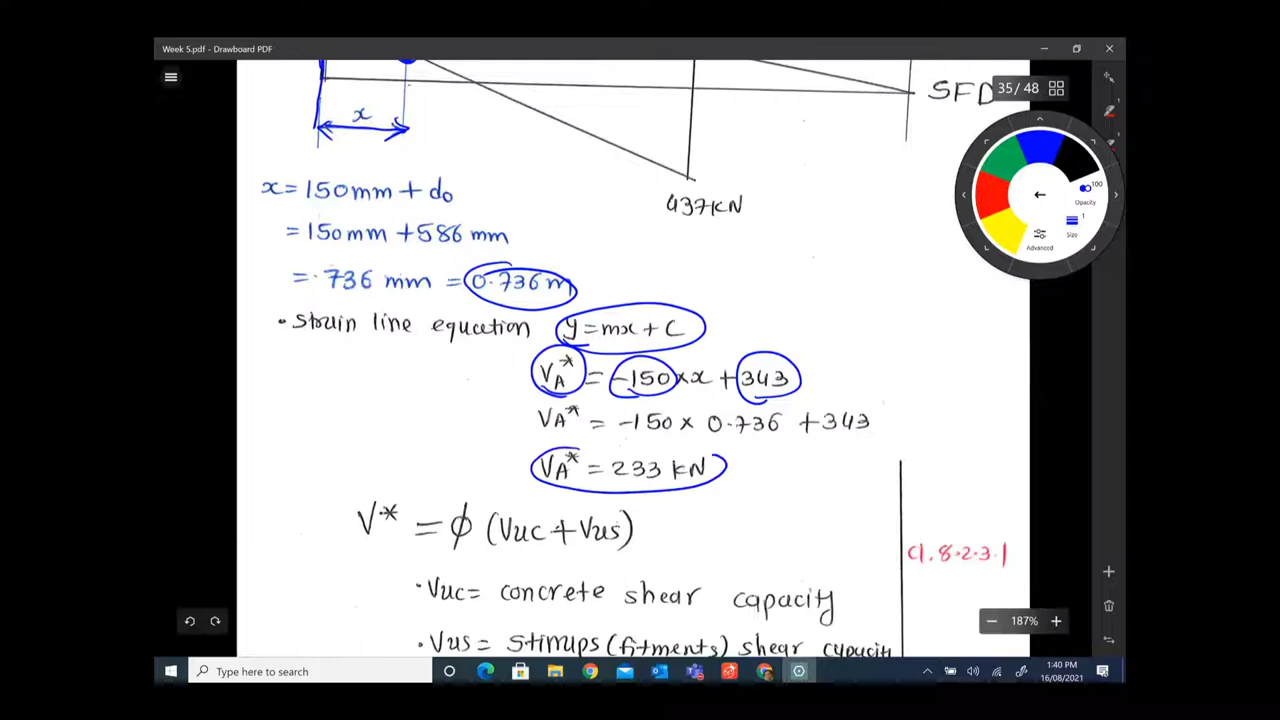 Week 5.pdf - Drawboard PDF
35 / 48
SFD
x
100
Opacity
1
Size
Advanced
437KN
x = 150mm + do
= 150mm + 586 mm
= 736 mm = 0.736m
• Strain line equation y = mx + C
VA* = -150 × x + 343
VA* = -150 × 0.736 + 343
VA* = 233 KN
V* = ϕ (Vuc + Vus)
Cl. 8.2.3.1
• Vuc = concrete shear capacity
• Vus = Stirrups (fitments) shear capacity
187%
Type here to search
1:40 PM
16/08/2021